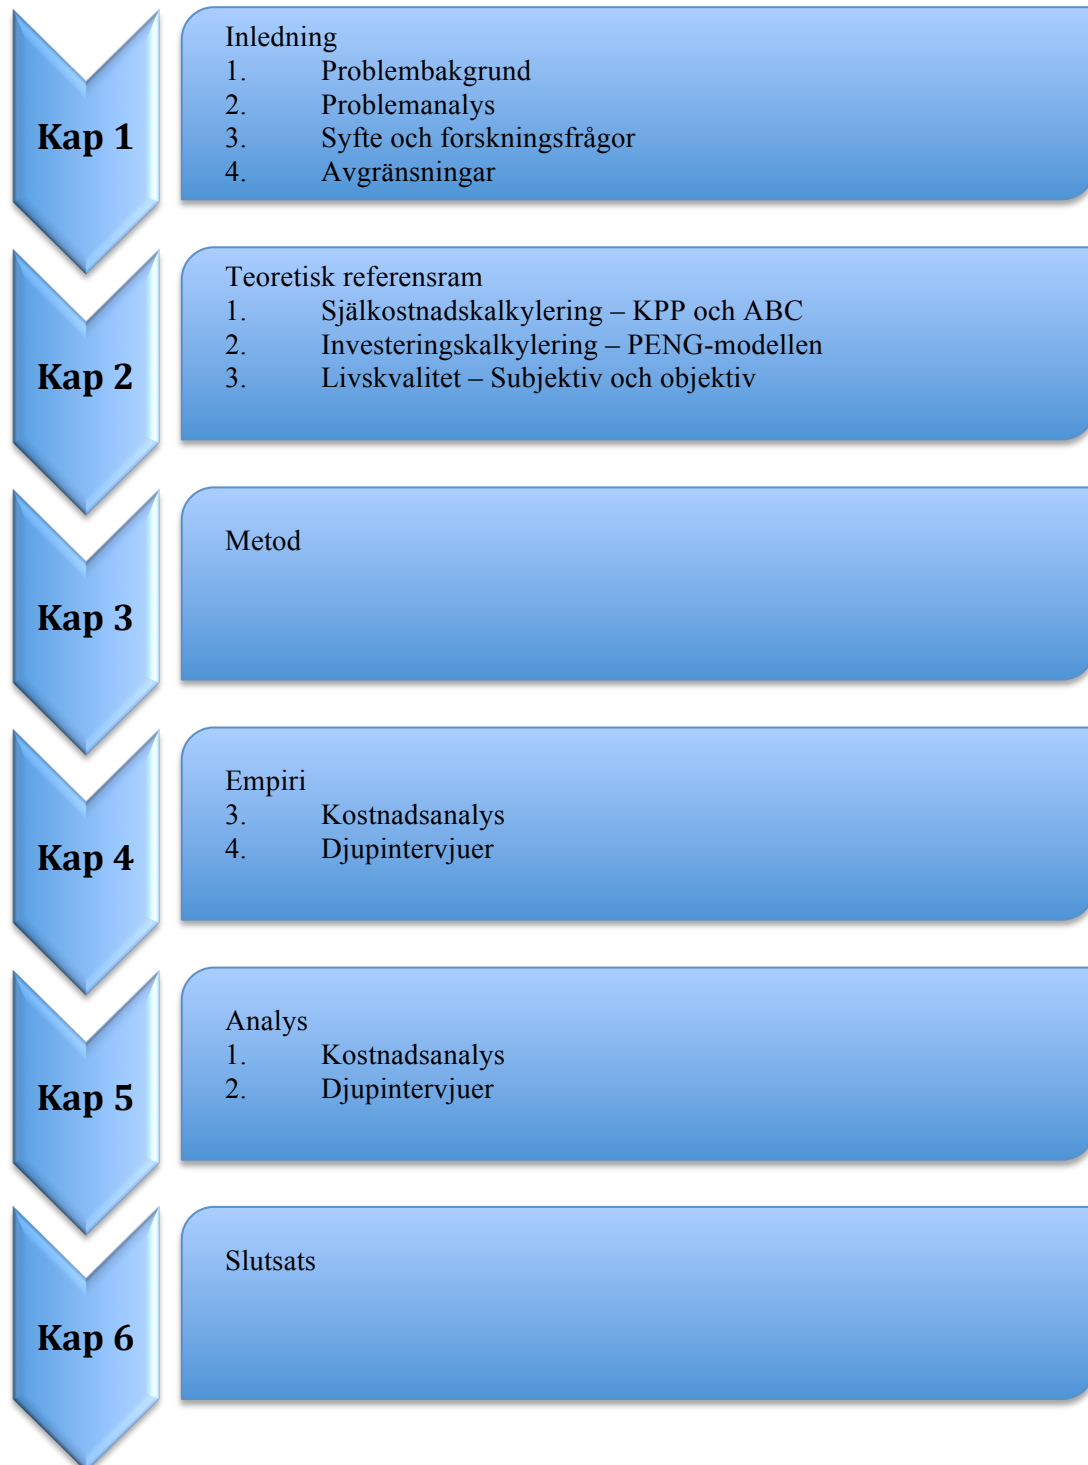 Kap 1
Inledning
1. Problembakgrund
2. Problemanalys
3. Syfte och forskningsfrågor
4. Avgränsningar
Kap 2
Teoretisk referensram
1. Självkostnadskalkylering – KPP och ABC
2. Investeringskalkylering – PENG-modellen
3. Livskvalitet – Subjektiv och objektiv
Kap 3
Metod
Kap 4
Empiri
3. Kostnadsanalys
4. Djupintervjuer
Kap 5
Analys
1. Kostnadsanalys
2. Djupintervjuer
Kap 6
Slutsats